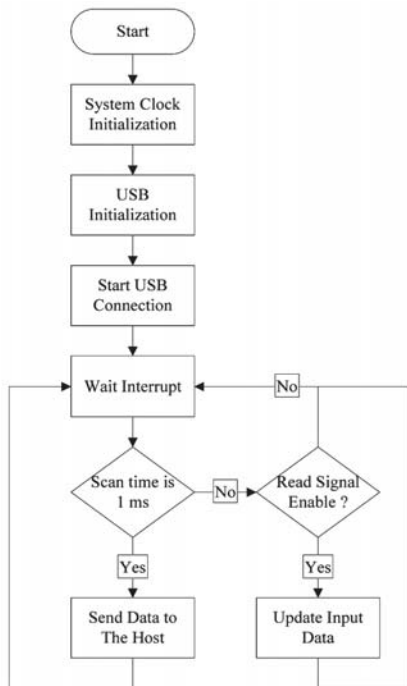 Start
System Clock
Initialization
USB
Initialization
Start USB
Connection
Wait Interrupt
No
Scan time is
1 ms
No
Read Signal
Enable ?
Yes
Yes
Send Data to
The Host
Update Input
Data